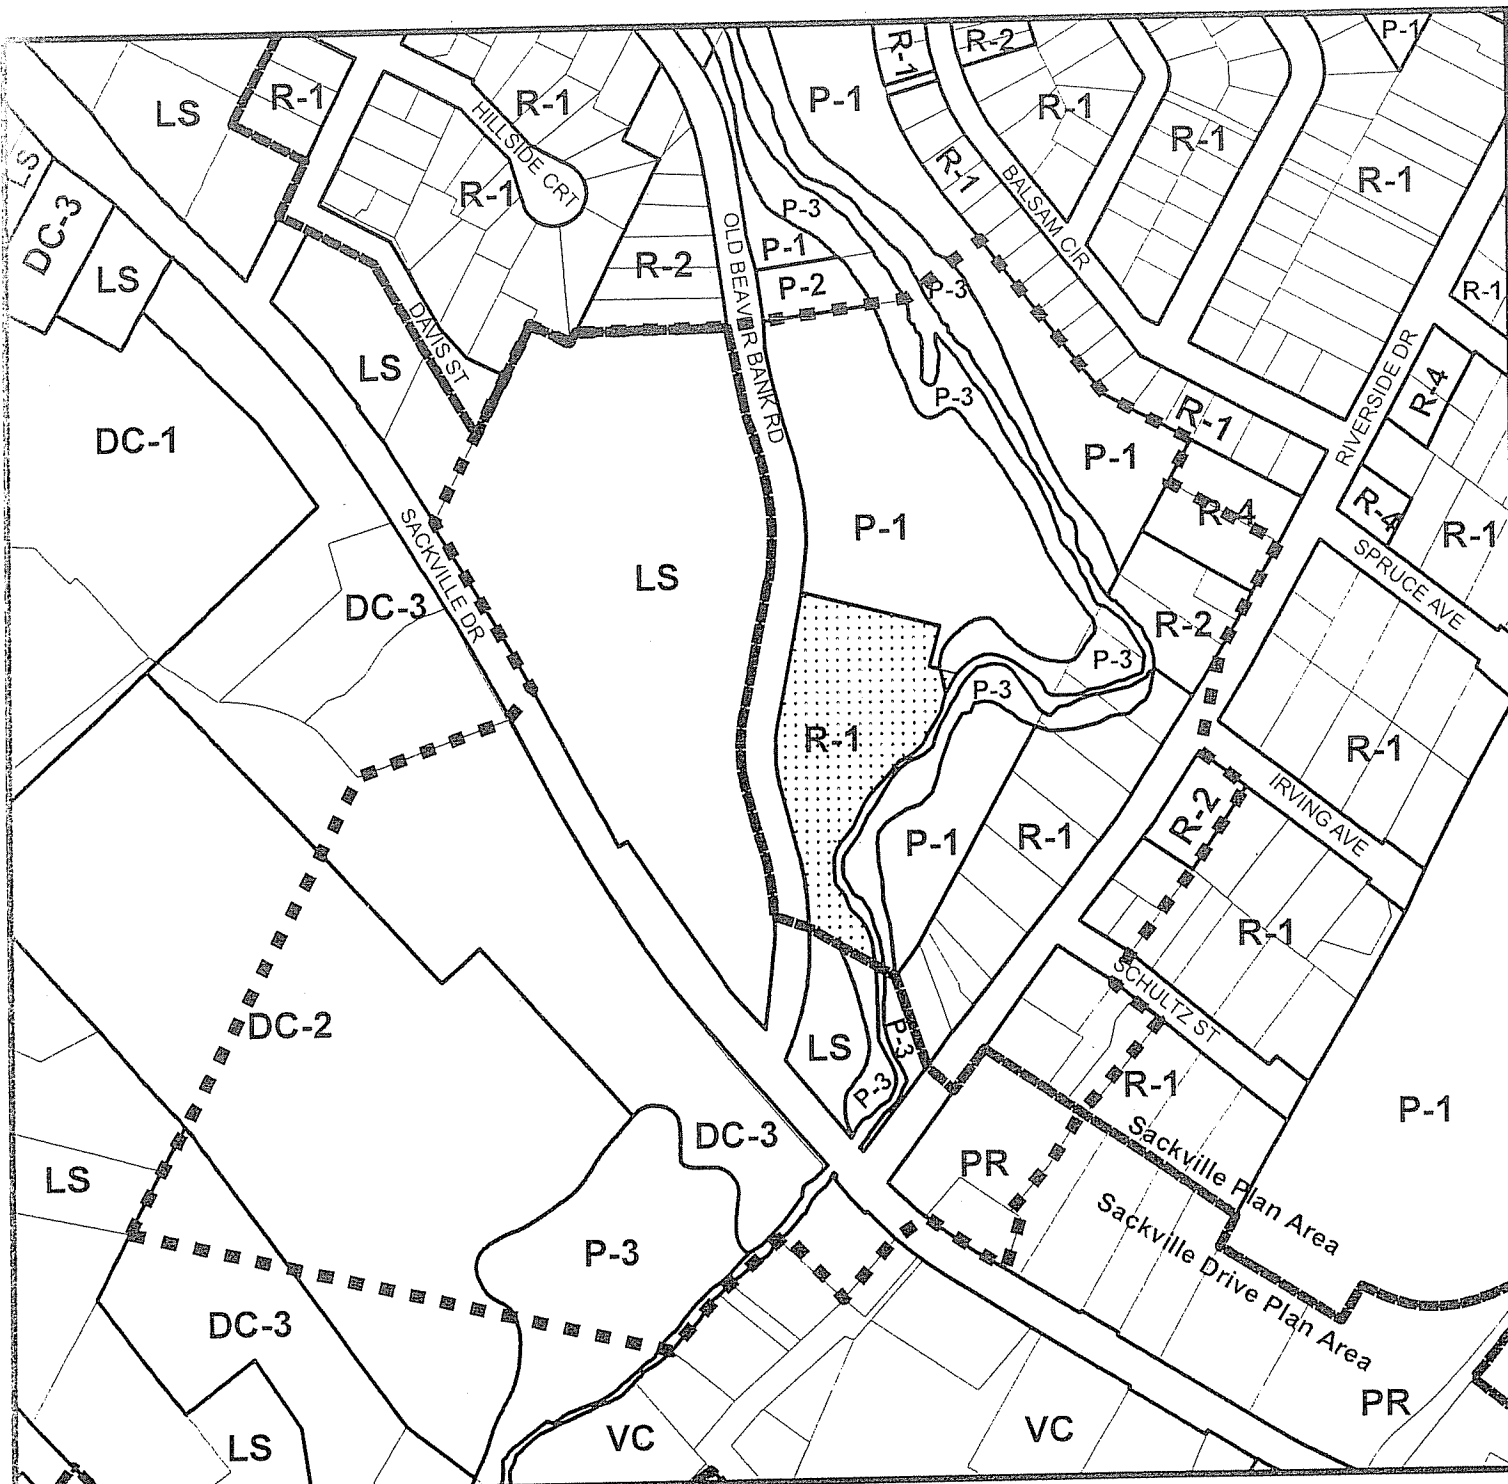 P-1
R-1
R-2
LS
R-1
R-1
P-1
R-1
R-1
HILLSIDE CRT
R-1
R-1
BALSAM CIR
R-1
LS
DC-3
LS
P-3
P-1
R-2
P-2
P-3
R-1
OLD BEAVER BANK RD
DAVIS ST
LS
P-3
RIVERSIDE DR
R-4
R-1
DC-1
P-1
R-4
R-4
R-1
P-1
SACKVILLE DR
LS
SPRUCE AVE
DC-3
R-2
P-3
P-3
R-1
R-1
IRVING AVE
R-2
P-1
R-1
R-1
SCHULTZ ST
DC-2
LS
P-3
P-3
R-1
P-1
DC-3
PR
Sackville Plan Area
Sackville Drive Plan Area
LS
P-3
DC-3
PR
VC
VC
LS